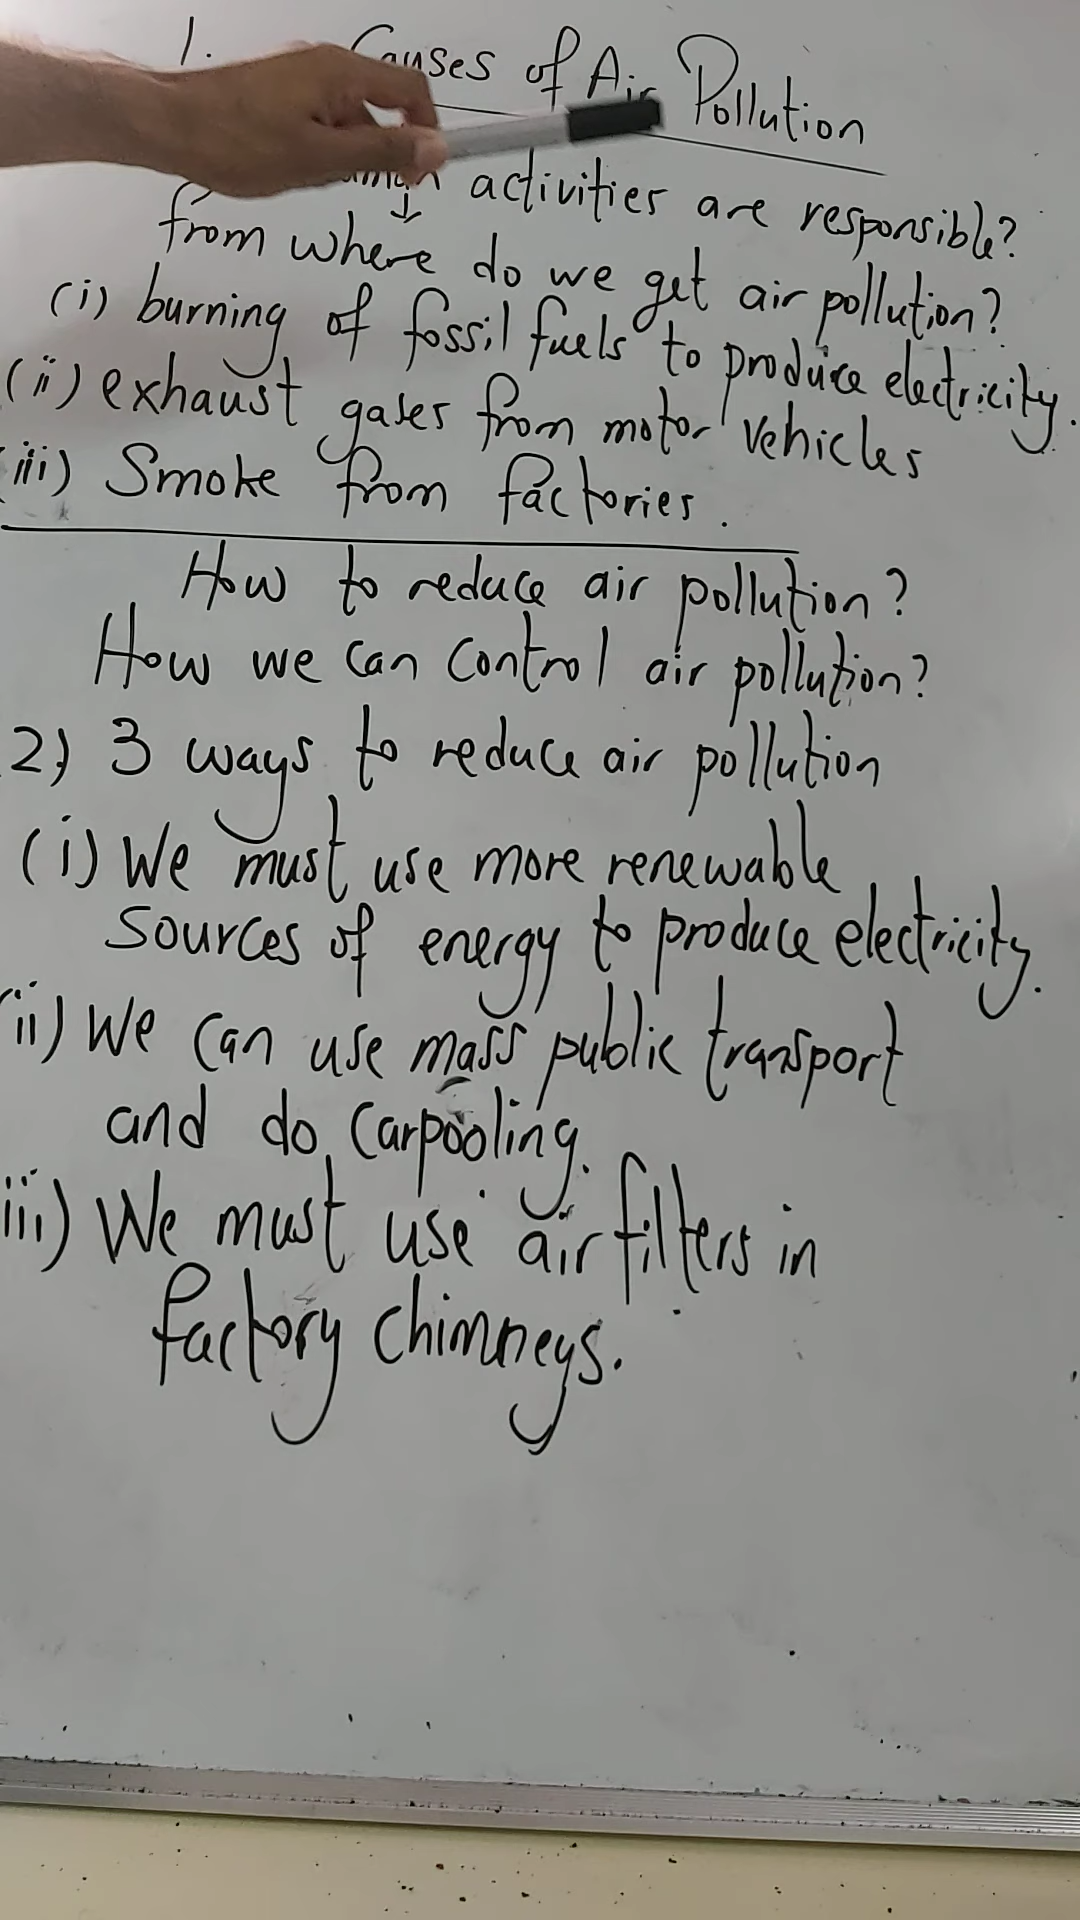 1. Causes of Air Pollution
activities are responsible?
from where do we get air pollution?
(i) burning of fossil fuels to produce electricity.
(ii) exhaust gases from motor vehicles
(iii) Smoke from factories.
How to reduce air pollution?
How we can control air pollution?
2) 3 ways to reduce air pollution
(i) We must use more renewable
sources of energy to produce electricity.
(ii) We can use mass public transport
and do carpooling.
iii) We must use air filters in
factory chimneys.